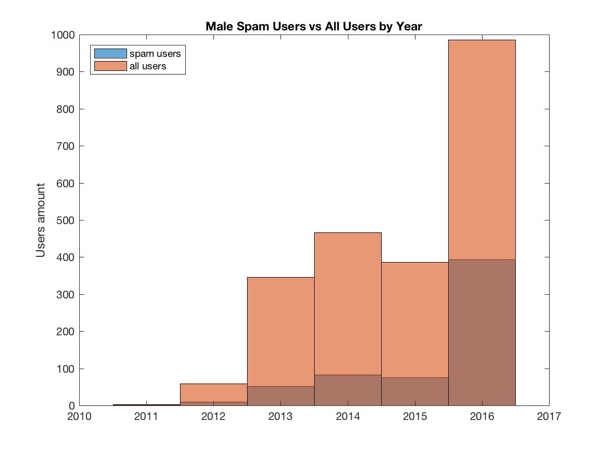 Male Spam Users vs All Users by Year
spam users
all users
Users amount
1000
900
800
700
600
500
400
300
200
100
0
2010 2011 2012 2013 2014 2015 2016 2017